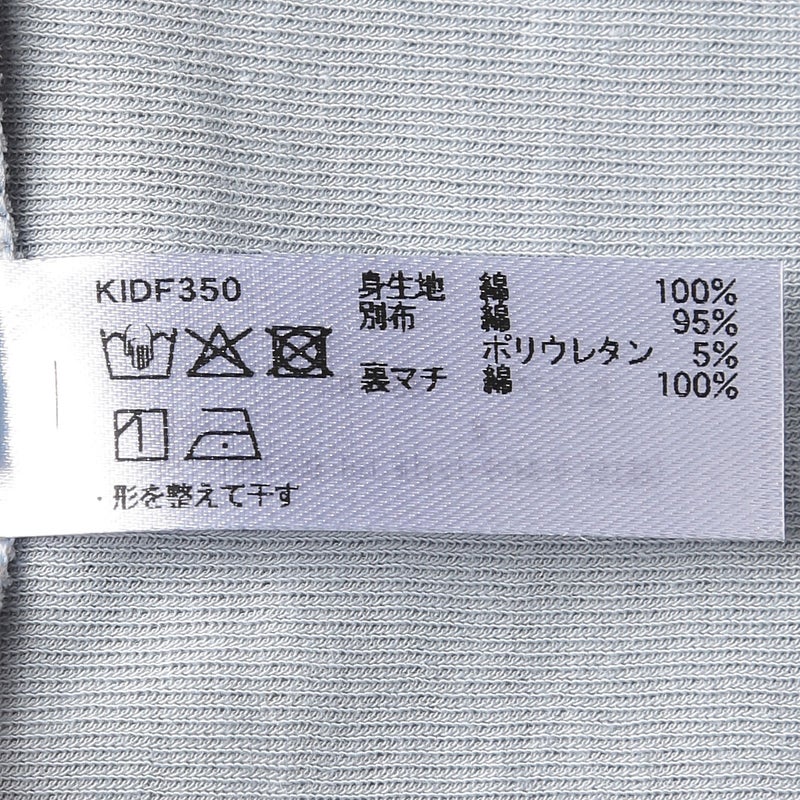 KIDF350
身生地 綿 100%
別布 綿 95%
ポリウレタン 5%
裏マチ 綿 100%
・形を整えて干す